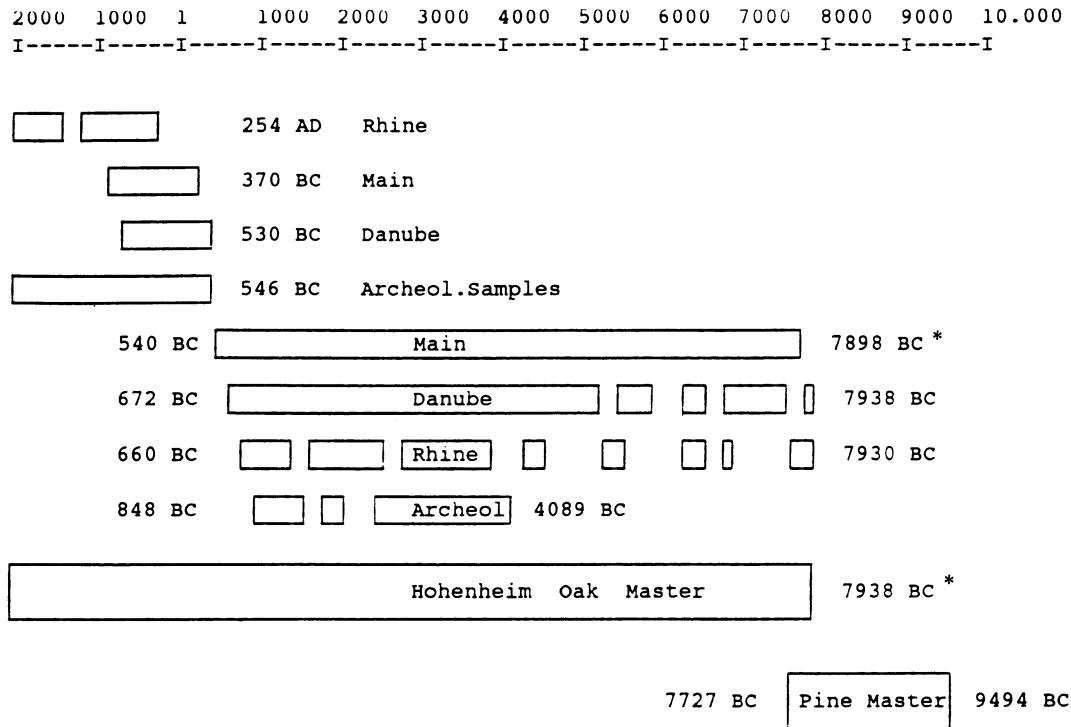 2000 1000 1 1000 2000 3000 4000 5000 6000 7000 8000 9000 10.000
I-----I-----I-----I-----I-----I-----I-----I-----I-----I-----I-----I-----I
254 AD Rhine
370 BC Main
530 BC Danube
546 BC Archeol.Samples
540 BC Main 7898 BC *
672 BC Danube 7938 BC
660 BC Rhine 7930 BC
848 BC Archeol 4089 BC
Hohenheim Oak Master 7938 BC *
7727 BC Pine Master 9494 BC